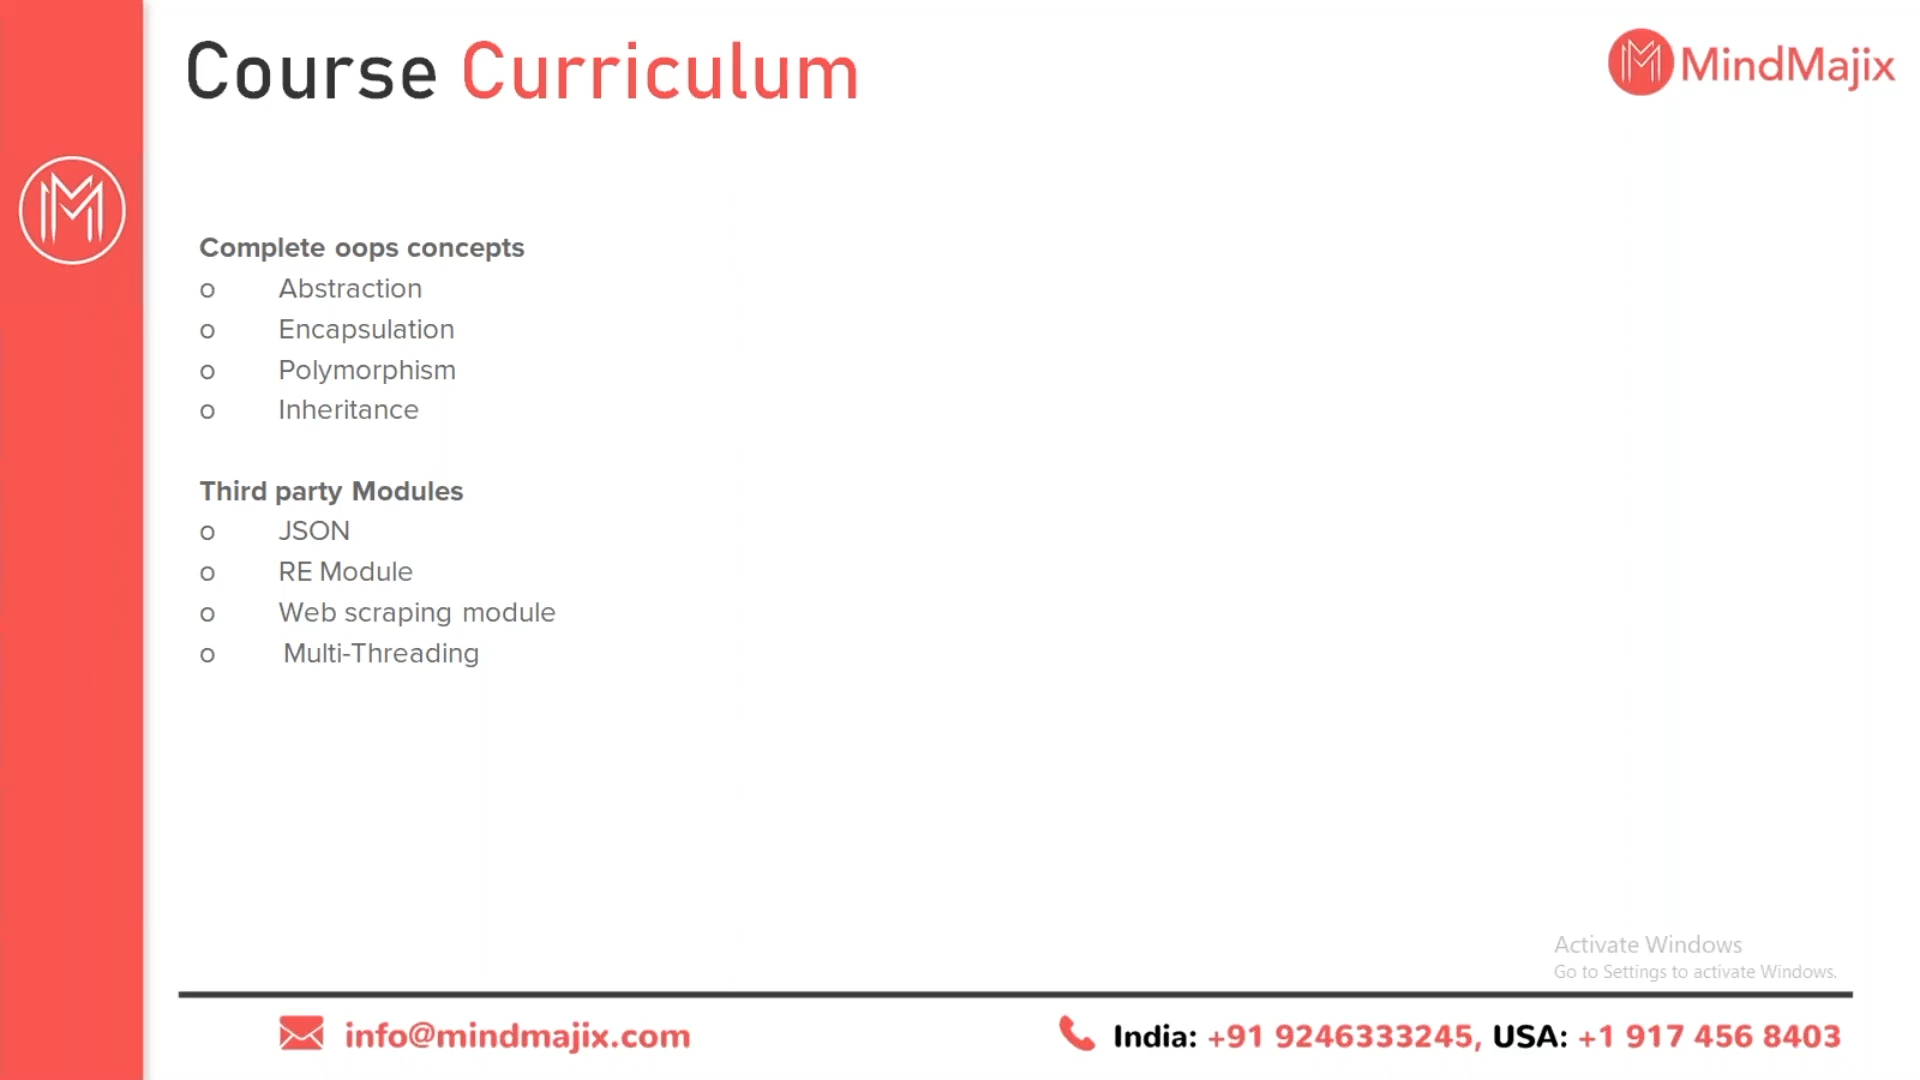 Course Curriculum
MindMajix
Complete oops concepts
o Abstraction
o Encapsulation
o Polymorphism
o Inheritance
Third party Modules
o JSON
o RE Module
o Web scraping module
o Multi-Threading
Activate Windows
Go to Settings to activate Windows.
info@mindmajix.com
India: +91 9246333245, USA: +1 917 456 8403